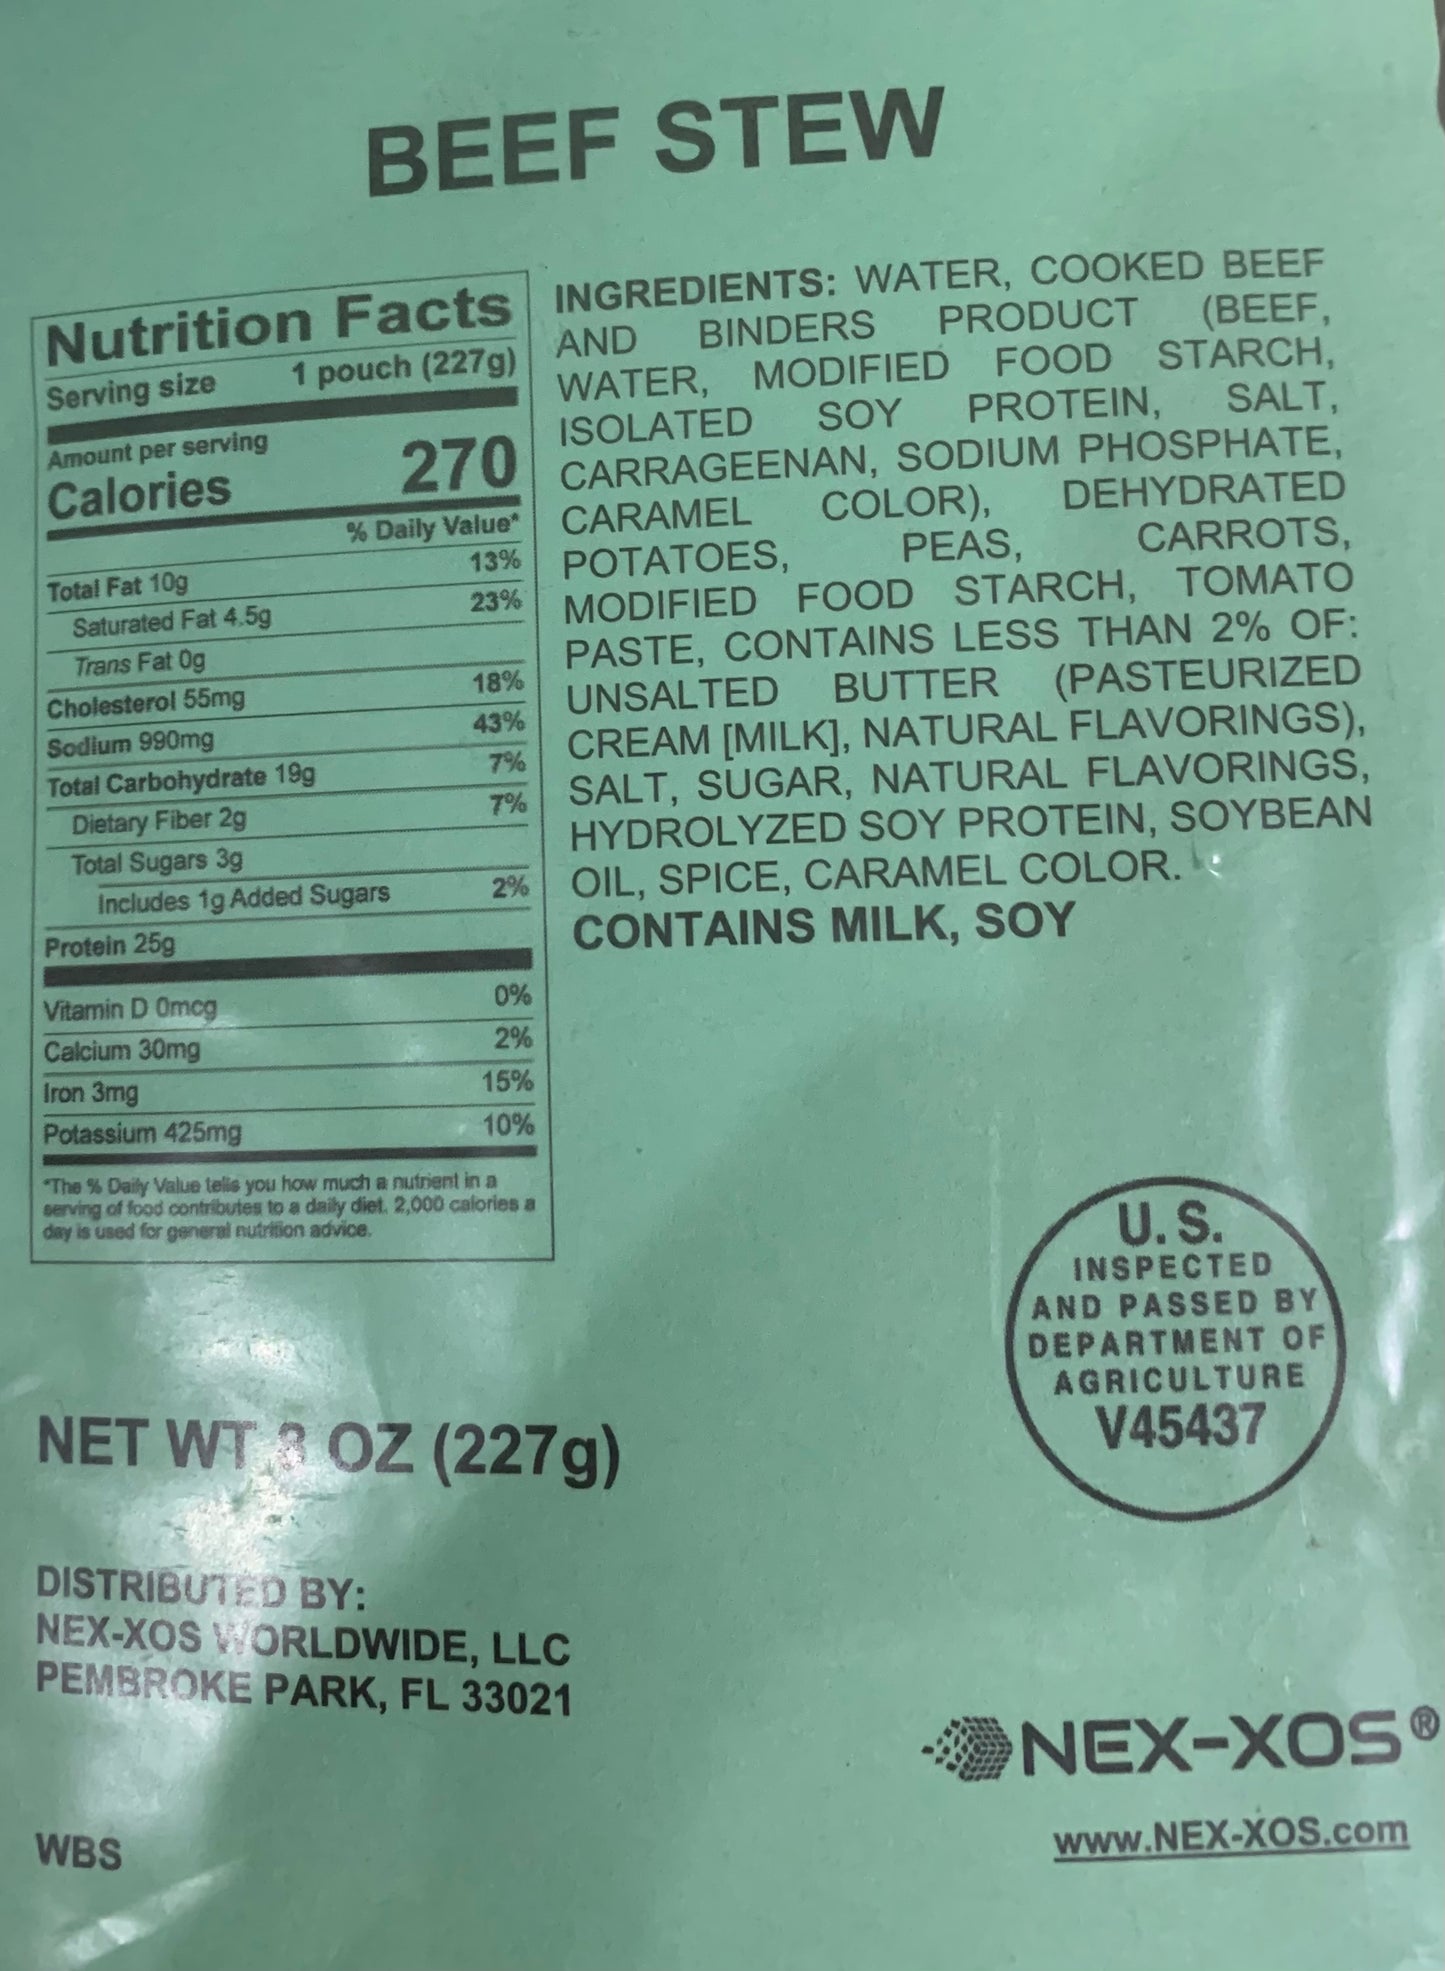 BEEF STEW
Nutrition Facts
Serving size 1 pouch (227g)
Amount per serving
Calories 270
% Daily Value*
Total Fat 10g 13%
Saturated Fat 4.5g 23%
Trans Fat 0g
Cholesterol 55mg 18%
Sodium 990mg 43%
Total Carbohydrate 19g 7%
Dietary Fiber 2g 7%
Total Sugars 3g
Includes 1g Added Sugars 2%
Protein 25g
Vitamin D 0mcg 0%
Calcium 30mg 2%
Iron 3mg 15%
Potassium 425mg 10%
*The % Daily Value tells you how much a nutrient in a
serving of food contributes to a daily diet. 2,000 calories a
day is used for general nutrition advice.
INGREDIENTS: WATER, COOKED BEEF
AND BINDERS PRODUCT (BEEF,
WATER, MODIFIED FOOD STARCH,
ISOLATED SOY PROTEIN, SALT,
CARRAGEENAN, SODIUM PHOSPHATE,
CARAMEL COLOR), DEHYDRATED
POTATOES, PEAS, CARROTS,
MODIFIED FOOD STARCH, TOMATO
PASTE, CONTAINS LESS THAN 2% OF:
UNSALTED BUTTER (PASTEURIZED
CREAM [MILK], NATURAL FLAVORINGS),
SALT, SUGAR, NATURAL FLAVORINGS,
HYDROLYZED SOY PROTEIN, SOYBEAN
OIL, SPICE, CARAMEL COLOR.
CONTAINS MILK, SOY
U.S.
INSPECTED
AND PASSED BY
DEPARTMENT OF
AGRICULTURE
V45437
NET WT 8 OZ (227g)
DISTRIBUTED BY:
NEX-XOS WORLDWIDE, LLC
PEMBROKE PARK, FL 33021
NEX-XOS®
www.NEX-XOS.com
WBS